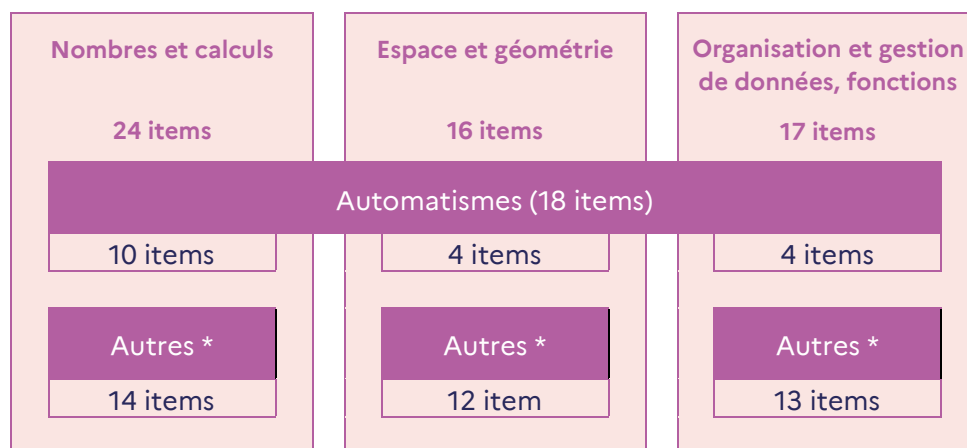 Nombres et calculs
24 items
Espace et géométrie
16 items
Organisation et gestion
de données, fonctions
17 items
Automatismes (18 items)
10 items
4 items
4 items
Autres *
14 items
Autres *
12 item
Autres *
13 items